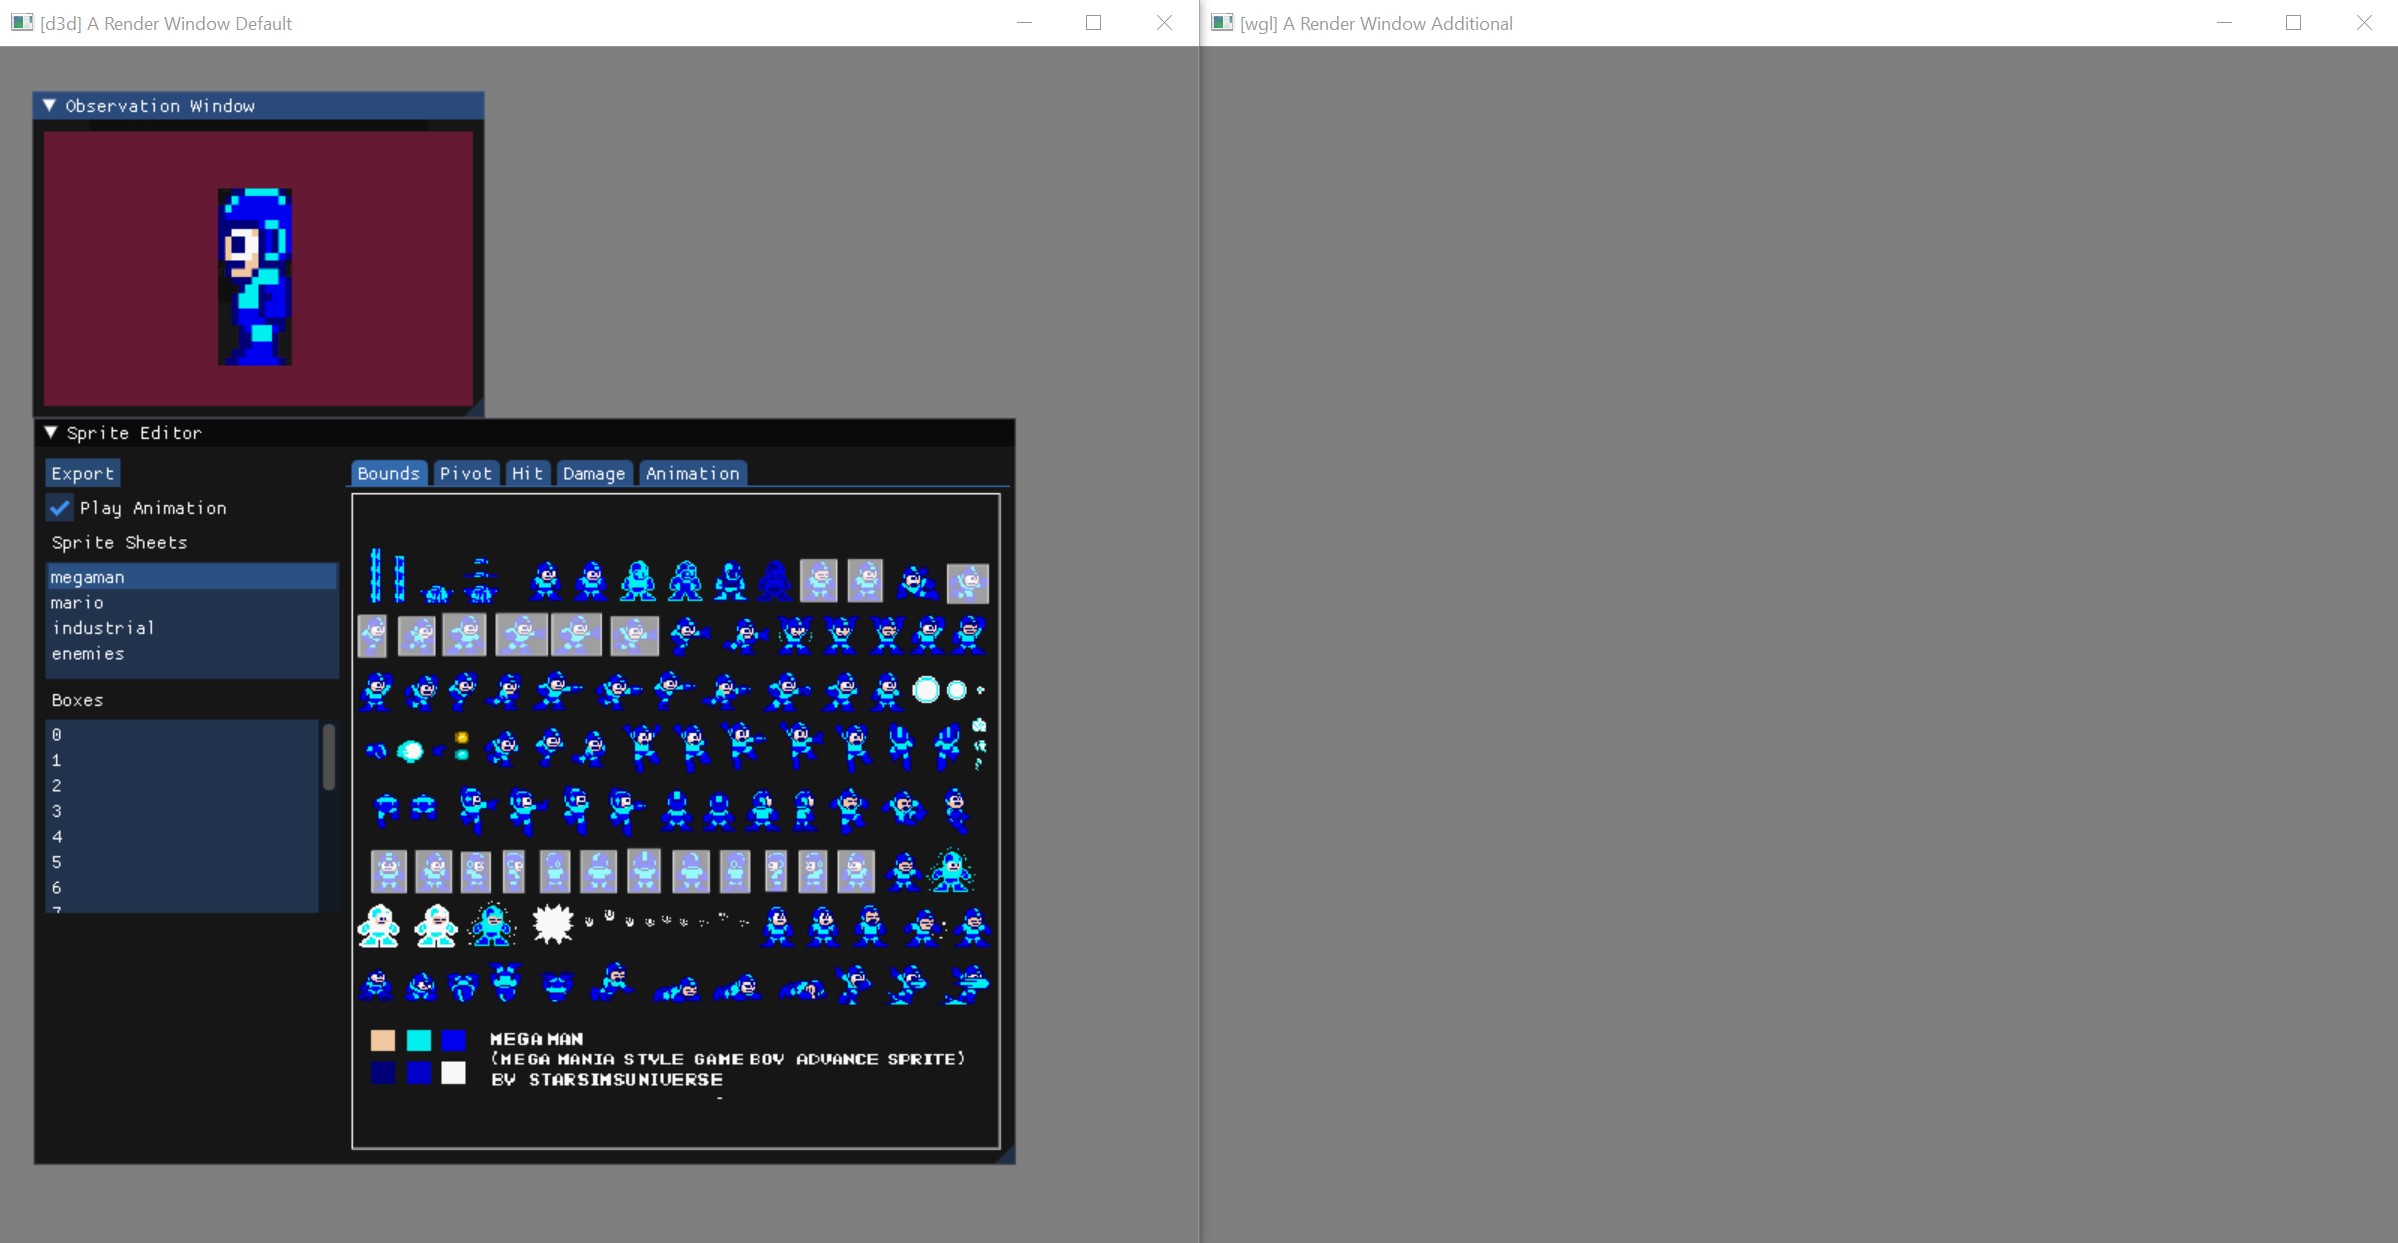 [d3d] A Render Window Default
[wgl] A Render Window Additional
Observation Window
Sprite Editor
Export
Bounds Pivot Hit Damage Animation
Play Animation
Sprite Sheets
megaman
mario
industrial
enemies
Boxes
0
1
2
3
4
5
6
7
MEGA MAN
(MEGA MANIA STYLE GAME BOY ADVANCE SPRITE)
BY STARSIMSUNIVERSE